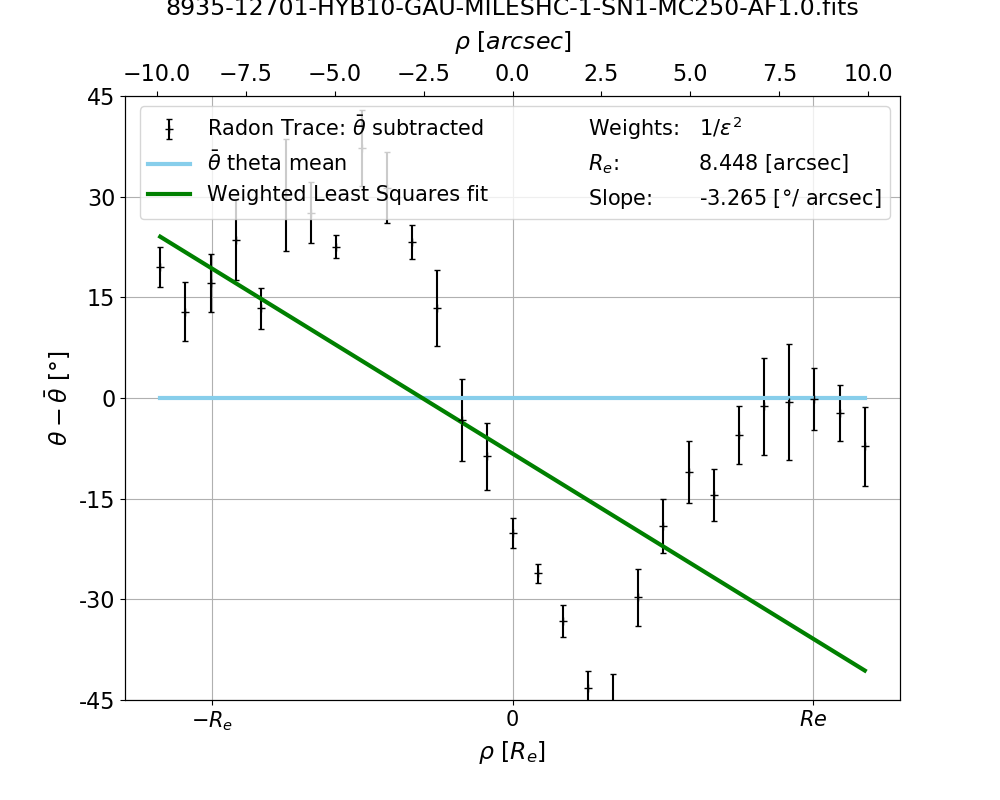 8935-12701-HYB10-GAU-MILESHC-1-SN1-MC250-AF1.0.fits
ρ [arcsec]
−10.0 −7.5 −5.0 −2.5 0.0 2.5 5.0 7.5 10.0
Radon Trace: θ̄ subtracted
θ̄ theta mean
Weighted Least Squares fit
Weights: 1/ε²
Rₑ: 8.448 [arcsec]
Slope: -3.265 [°/ arcsec]
45
30
15
0
-15
-30
-45
θ − θ̄ [°]
−Rₑ 0 Re
ρ [Rₑ]